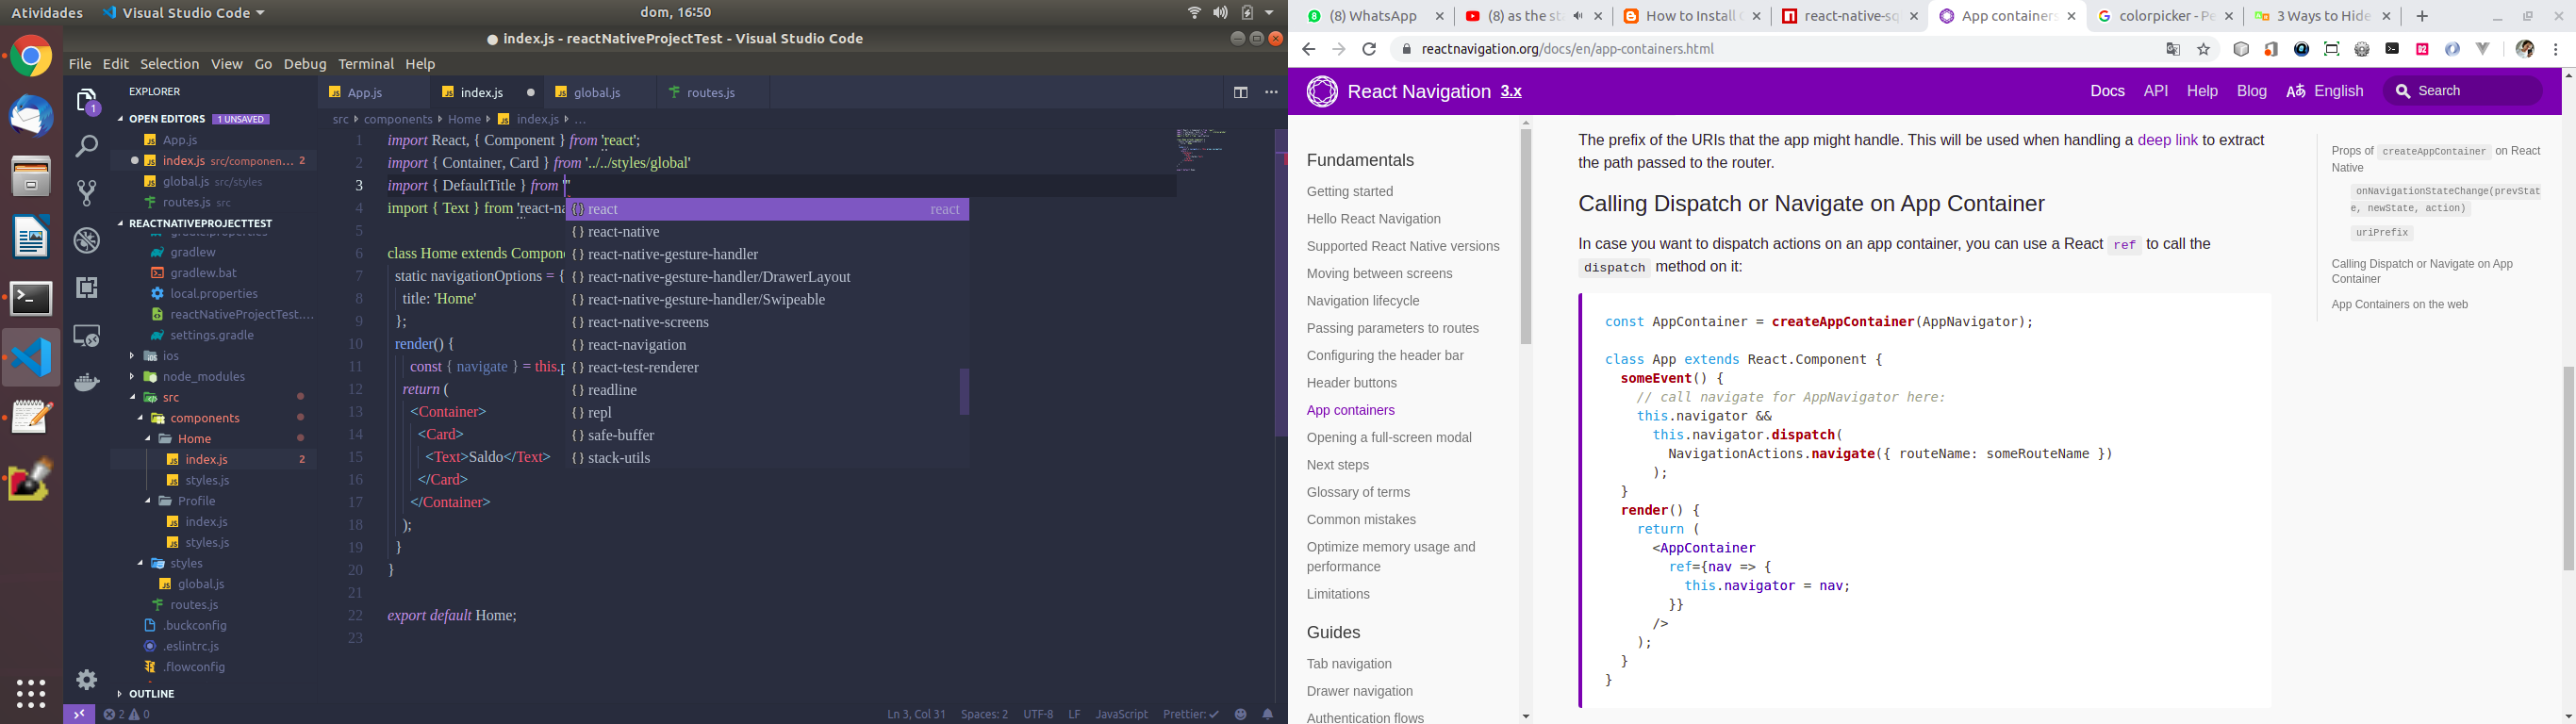 Atividades
Visual Studio Code
dom, 16:50
index.js - reactNativeProjectTest - Visual Studio Code
File Edit Selection View Go Debug Terminal Help
1
EXPLORER
OPEN EDITORS 1 UNSAVED
App.js
index.js src/componen... 2
global.js src/styles
routes.js src
REACTNATIVEPROJECTTEST
gradle.properties
gradlew
gradlew.bat
local.properties
reactNativeProjectTest....
settings.gradle
ios
node_modules
src
components
Home
index.js 2
styles.js
Profile
index.js
styles.js
styles
global.js
routes.js
.buckconfig
.eslintrc.js
.flowconfig
OUTLINE
App.js
index.js
global.js
routes.js
src components Home index.js ...
1 import React, { Component } from 'react';
2 import { Container, Card } from '../../styles/global'
3 import { DefaultTitle } from ''
4 import { Text } from 'react-na
5
6 class Home extends Compone
7 static navigationOptions = {
8 title: 'Home'
9 };
10 render() {
11 const { navigate } = this.p
12 return (
13 <Container>
14 <Card>
15 <Text>Saldo</Text>
16 </Card>
17 </Container>
18 );
19 }
20 }
21
22 export default Home;
23
{} react react
{} react-native
{} react-native-gesture-handler
{} react-native-gesture-handler/DrawerLayout
{} react-native-gesture-handler/Swipeable
{} react-native-screens
{} react-navigation
{} react-test-renderer
{} readline
{} repl
{} safe-buffer
{} stack-utils
2 0
Ln 3, Col 31 Spaces: 2 UTF-8 LF JavaScript Prettier: ✓
(8) WhatsApp
(8) as the sta
How to Install
react-native-sq
App containers
colorpicker - Pe
3 Ways to Hide
reactnavigation.org/docs/en/app-containers.html
React Navigation 3.x
Docs API Help Blog English Search
Fundamentals
Getting started
Hello React Navigation
Supported React Native versions
Moving between screens
Navigation lifecycle
Passing parameters to routes
Configuring the header bar
Header buttons
App containers
Opening a full-screen modal
Next steps
Glossary of terms
Common mistakes
Optimize memory usage and
performance
Limitations
Guides
Tab navigation
Drawer navigation
Authentication flows
The prefix of the URIs that the app might handle. This will be used when handling a deep link to extract
the path passed to the router.
Calling Dispatch or Navigate on App Container
In case you want to dispatch actions on an app container, you can use a React ref to call the
dispatch method on it:
const AppContainer = createAppContainer(AppNavigator);
class App extends React.Component {
someEvent() {
// call navigate for AppNavigator here:
this.navigator &&
this.navigator.dispatch(
NavigationActions.navigate({ routeName: someRouteName })
);
}
render() {
return (
<AppContainer
ref={nav => {
this.navigator = nav;
}}
/>
);
}
}
Props of createAppContainer on React
Native
onNavigationStateChange(prevStat
e, newState, action)
uriPrefix
Calling Dispatch or Navigate on App
Container
App Containers on the web